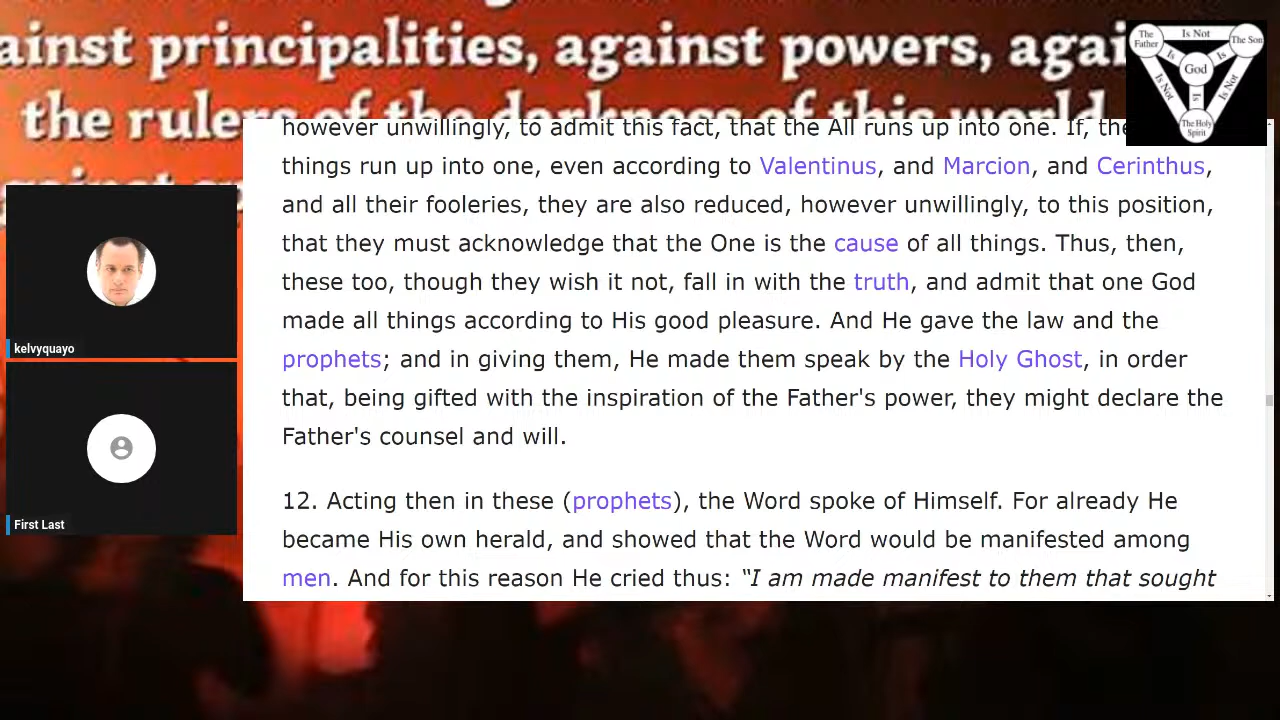 ainst principalities, against powers, agai
the rulers of the darkness of this world
however unwillingly, to admit this fact, that the All runs up into one. If,
things run up into one, even according to Valentinus, and Marcion, and Cerinthus,
and all their fooleries, they are also reduced, however unwillingly, to this position,
that they must acknowledge that the One is the cause of all things. Thus, then,
these too, though they wish it not, fall in with the truth, and admit that one God
made all things according to His good pleasure. And He gave the law and the
prophets; and in giving them, He made them speak by the Holy Ghost, in order
that, being gifted with the inspiration of the Father's power, they might declare the
Father's counsel and will.
12. Acting then in these (prophets), the Word spoke of Himself. For already He
became His own herald, and showed that the Word would be manifested among
men. And for this reason He cried thus: “I am made manifest to them that sought
kelvyquayo
First Last
The Father
Is Not
The Son
Is
Is
God
Is Not
Is
Is Not
The Holy Spirit